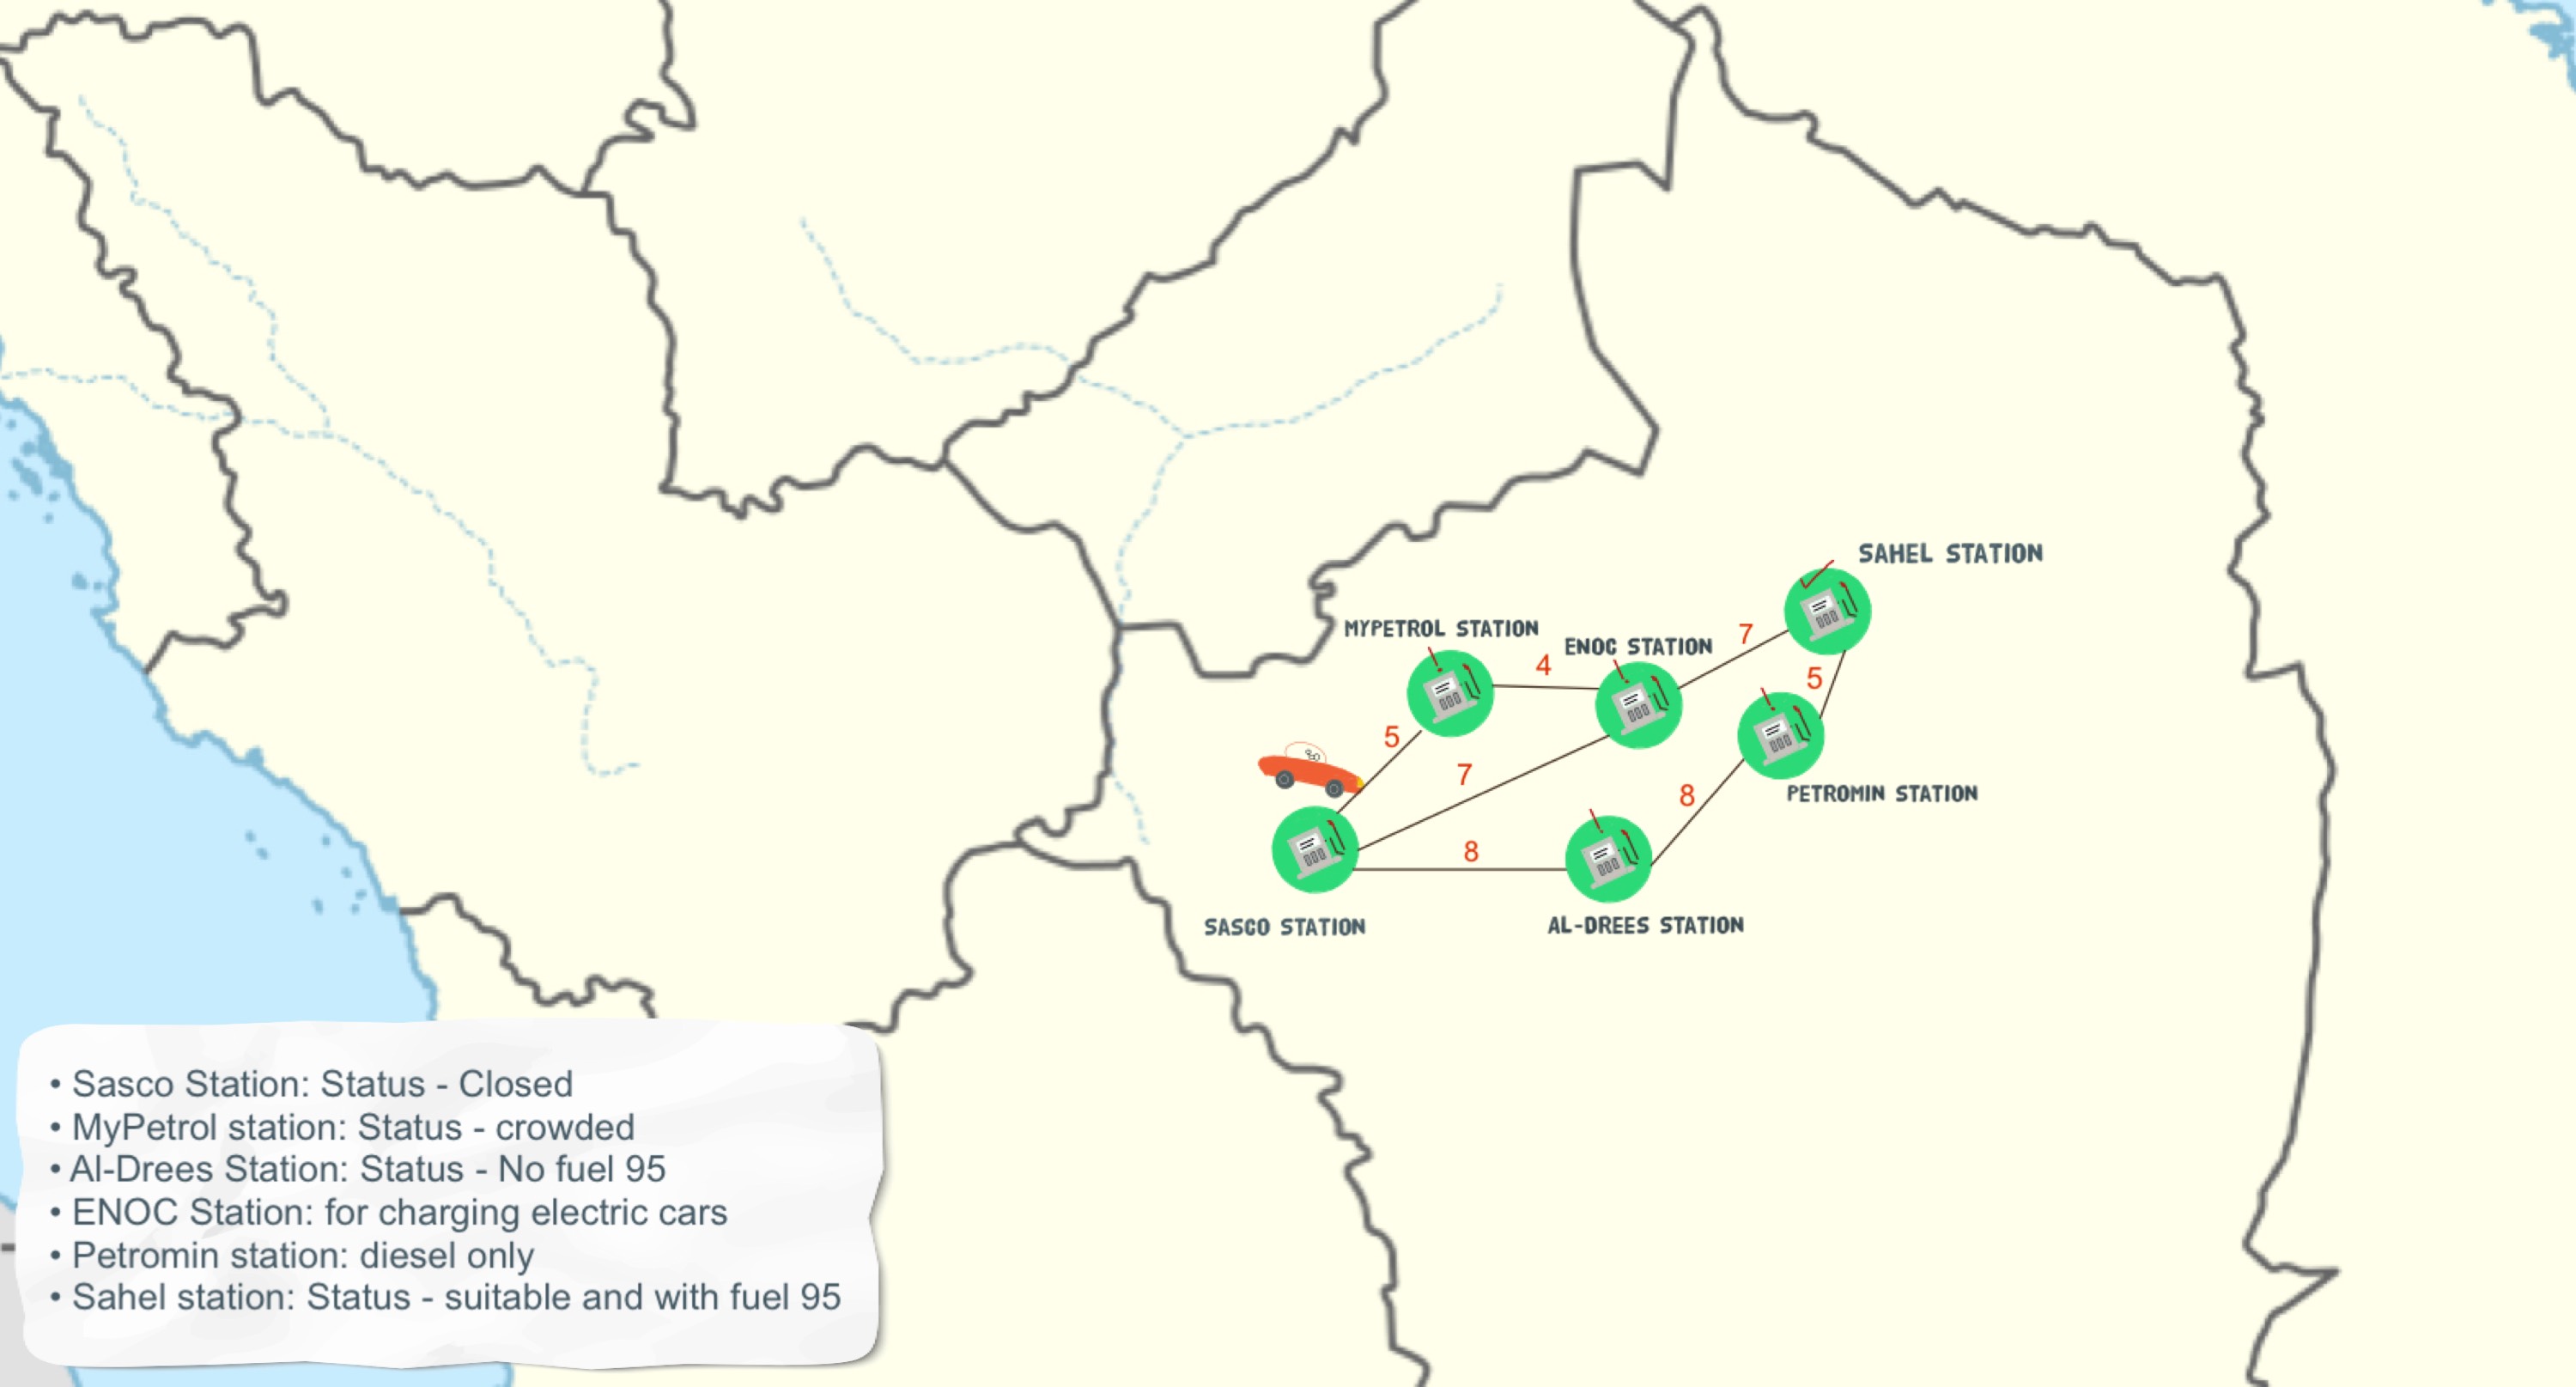 SAHEL STATION
MYPETROL STATION
ENOC STATION
7
4
5
5
7
PETROMIN STATION
8
8
SASCO STATION
AL-DREES STATION
• Sasco Station: Status - Closed
• MyPetrol station: Status - crowded
• Al-Drees Station: Status - No fuel 95
• ENOC Station: for charging electric cars
• Petromin station: diesel only
• Sahel station: Status - suitable and with fuel 95